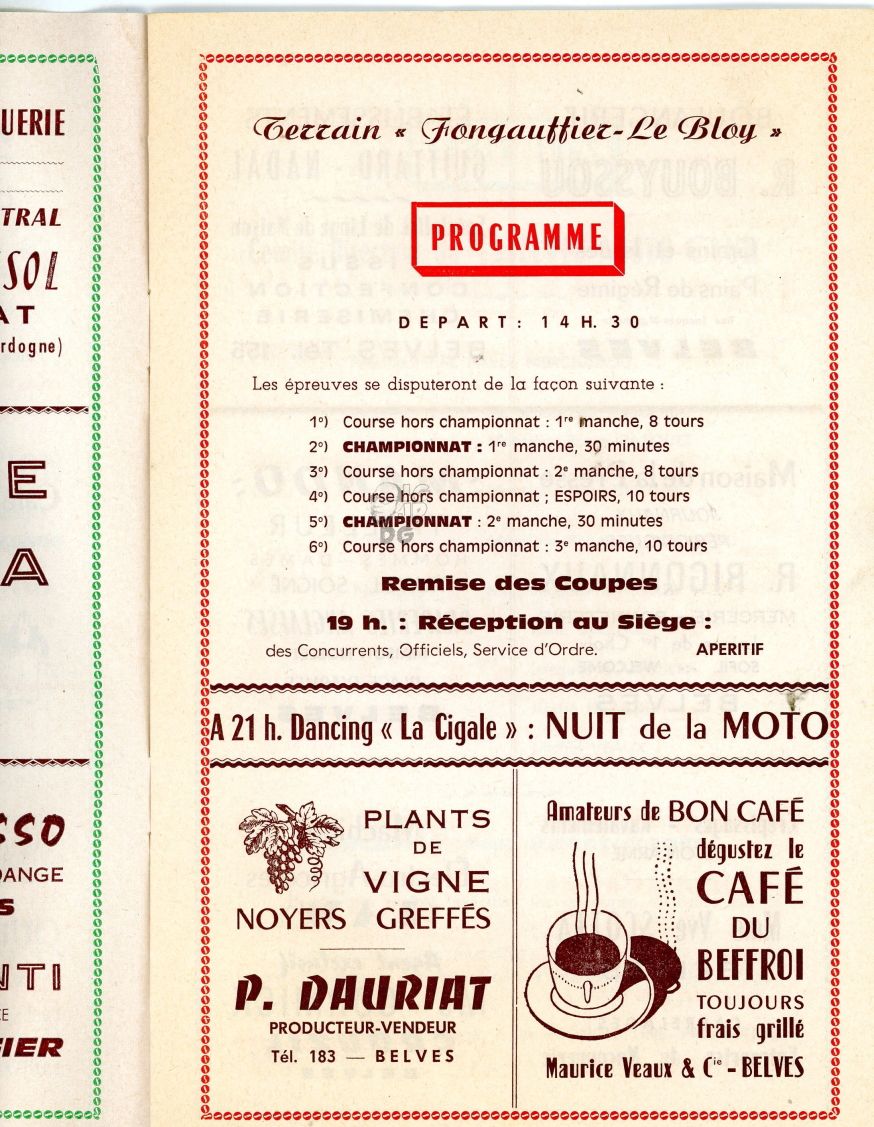 UERIE
TRAL
SOL
AT
rdogne)
E
A
SSO
DANGE
S
NTI
CE
SIER
Terrain « Fongauffier-Le Bloy »
PROGRAMME
DEPART : 14 H. 30
Les épreuves se disputeront de la façon suivante :
1°) Course hors championnat : 1re manche, 8 tours
2°) CHAMPIONNAT : 1re manche, 30 minutes
3°) Course hors championnat : 2e manche, 8 tours
4°) Course hors championnat ; ESPOIRS, 10 tours
5°) CHAMPIONNAT : 2e manche, 30 minutes
6°) Course hors championnat : 3e manche, 10 tours
Remise des Coupes
19 h. : Réception au Siège :
des Concurrents, Officiels, Service d'Ordre. APERITIF
A 21 h. Dancing « La Cigale » : NUIT de la MOTO
PLANTS
DE
VIGNE
NOYERS GREFFÉS
P. DAURIAT
PRODUCTEUR-VENDEUR
Tél. 183 — BELVES
Amateurs de BON CAFÉ
dégustez le
CAFÉ
DU
BEFFROI
TOUJOURS
frais grillé
Maurice Veaux & Cie - BELVES